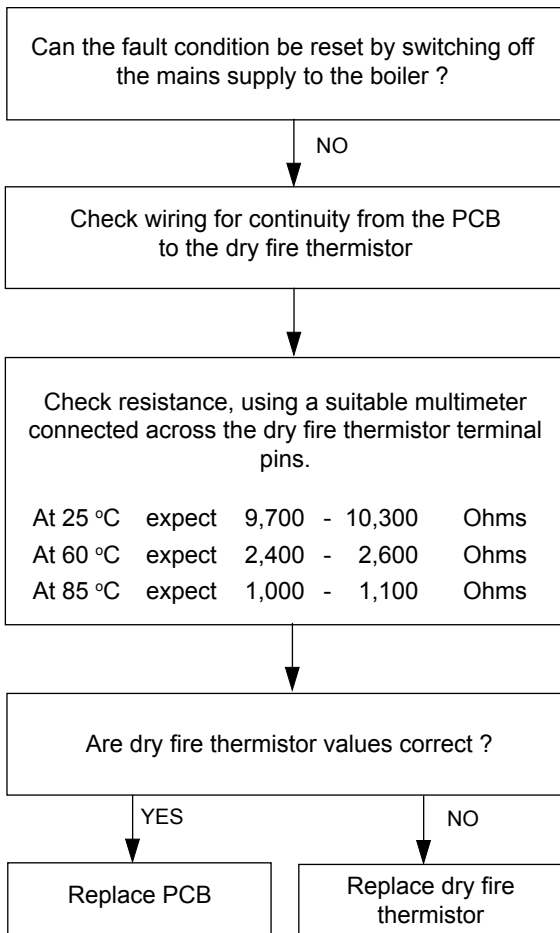 Can the fault condition be reset by switching off
the mains supply to the boiler ?
NO
Check wiring for continuity from the PCB
to the dry fire thermistor
Check resistance, using a suitable multimeter
connected across the dry fire thermistor terminal
pins.
At 25 ºC expect 9,700 - 10,300 Ohms
At 60 ºC expect 2,400 - 2,600 Ohms
At 85 ºC expect 1,000 - 1,100 Ohms
Are dry fire thermistor values correct ?
YES NO
Replace PCB
Replace dry fire
thermistor